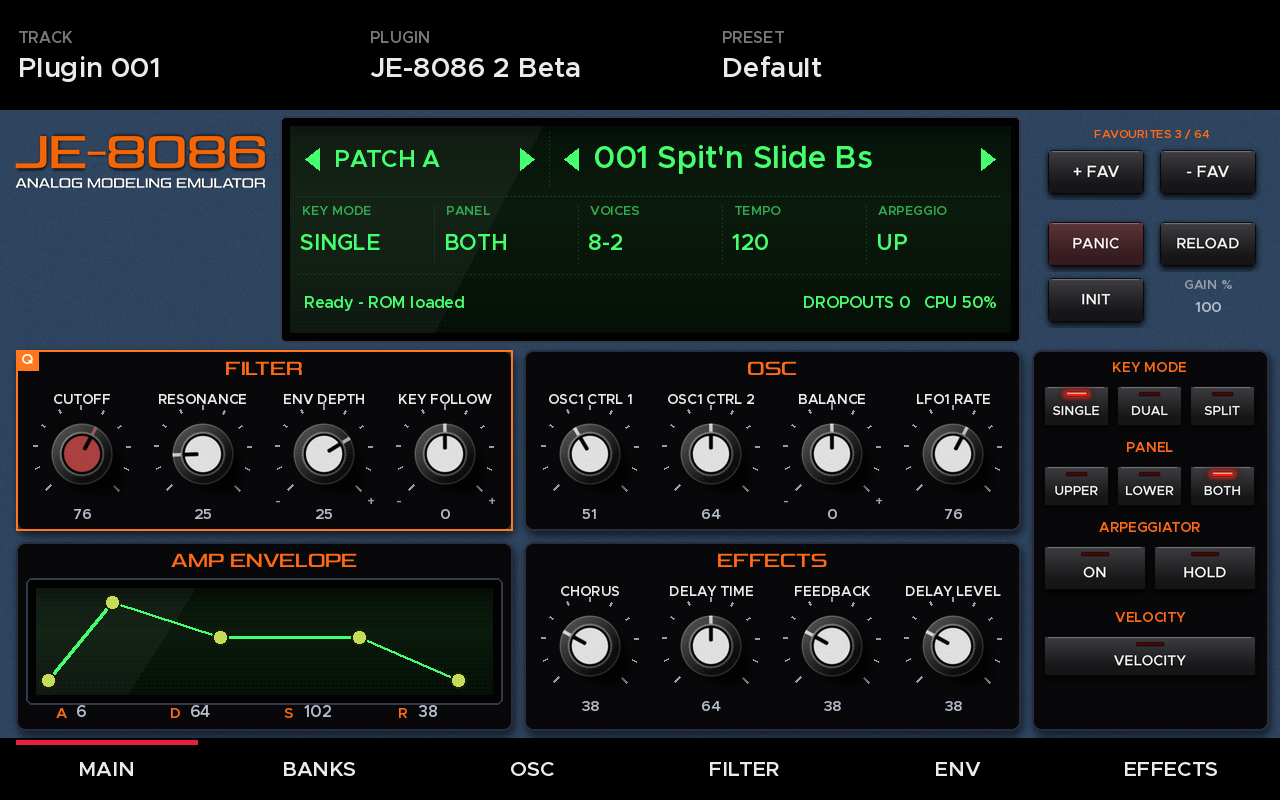 TRACK
Plugin 001
PLUGIN
JE-8086 2 Beta
PRESET
Default
JE-8086
ANALOG MODELING EMULATOR
PATCH A
001 Spit'n Slide Bs
KEY MODE
SINGLE
PANEL
BOTH
VOICES
8-2
TEMPO
120
ARPEGGIO
UP
Ready - ROM loaded
DROPOUTS 0 CPU 50%
FAVOURITES 3 / 64
+ FAV
- FAV
PANIC
RELOAD
INIT
GAIN %
100
Q
FILTER
CUTOFF
RESONANCE
ENV DEPTH
KEY FOLLOW
- +
- +
76
25
25
0
OSC
OSC1 CTRL 1
OSC1 CTRL 2
BALANCE
LFO1 RATE
- +
51
64
0
76
KEY MODE
SINGLE
DUAL
SPLIT
PANEL
UPPER
LOWER
BOTH
ARPEGGIATOR
ON
HOLD
VELOCITY
VELOCITY
AMP ENVELOPE
A 6
D 64
S 102
R 38
EFFECTS
CHORUS
DELAY TIME
FEEDBACK
DELAY LEVEL
38
64
38
38
MAIN
BANKS
OSC
FILTER
ENV
EFFECTS